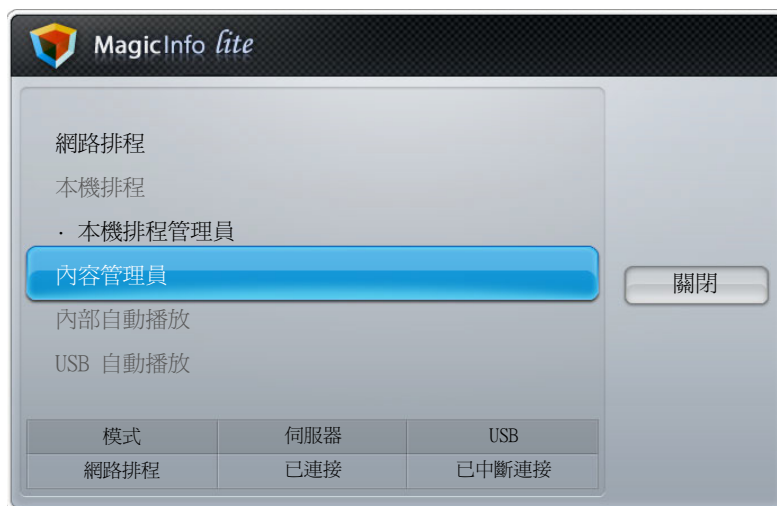 MagicInfo lite
網路排程
本機排程
· 本機排程管理員
內容管理員
關閉
內部自動播放
USB 自動播放
模式 伺服器 USB
網路排程 已連接 已中斷連接